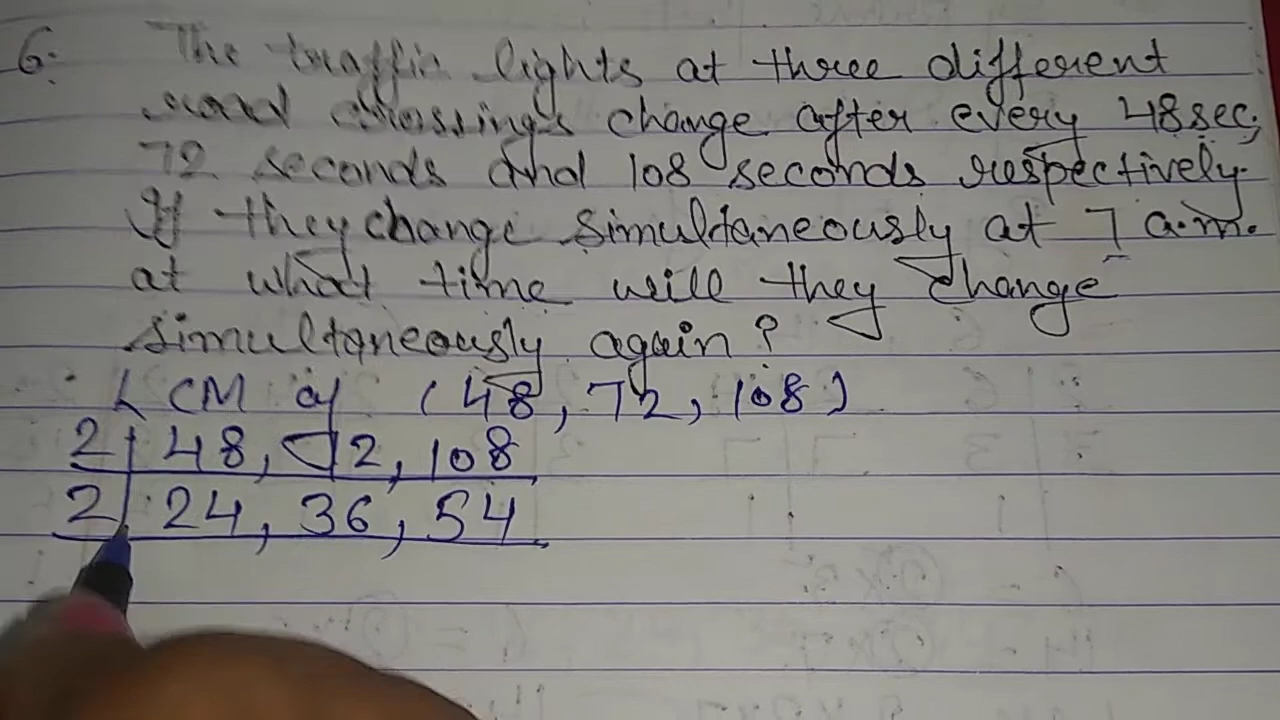 6. The traffic lights at three different
road crossings change after every 48sec,
72 seconds and 108 seconds respectively.
If they change simultaneously at 7 a.m.
at what time will they change
simultaneously again?
LCM of (48, 72, 108)
2 | 48, 72, 108
2 | 24, 36, 54